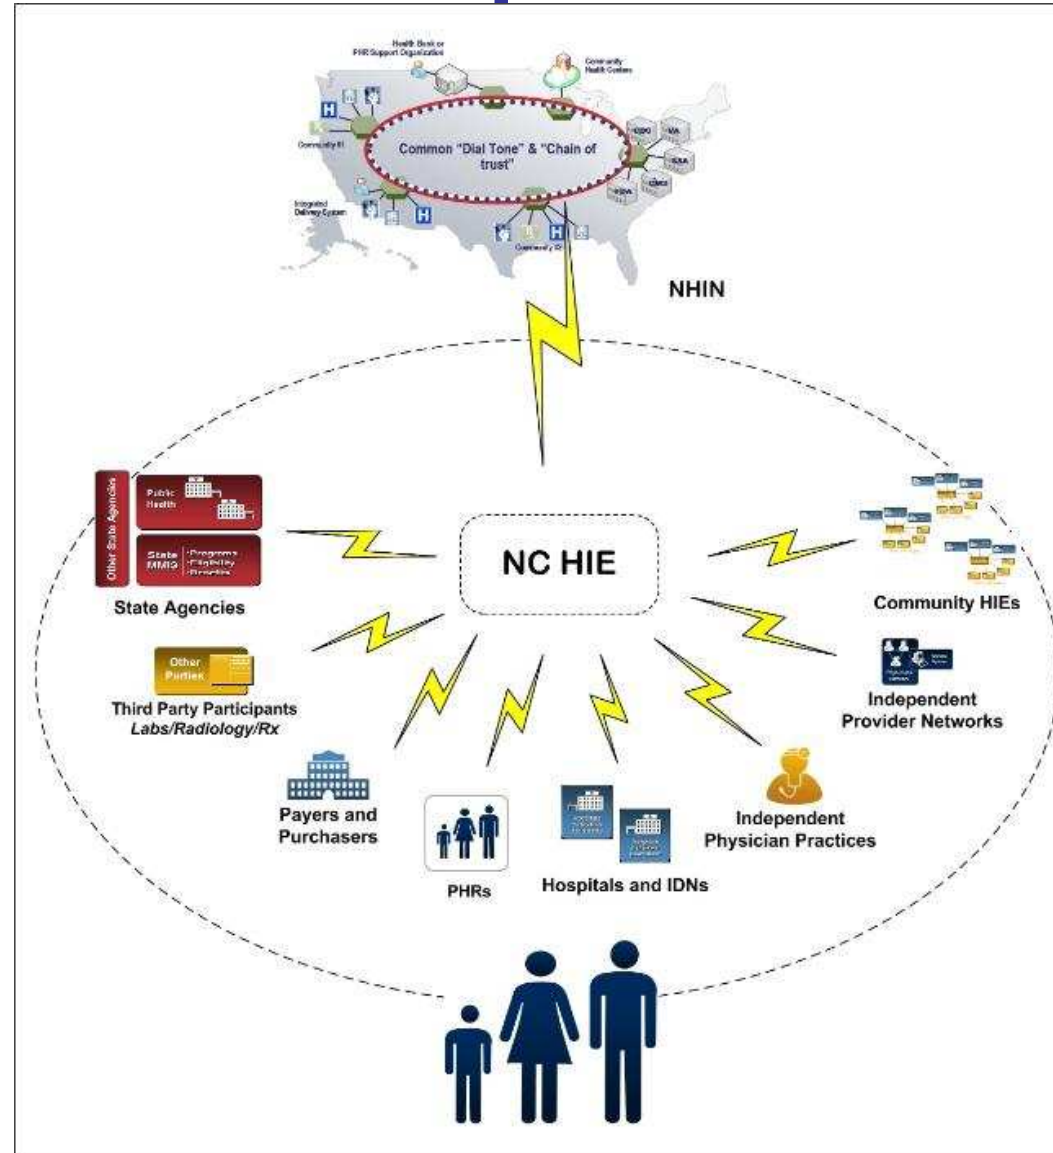 Health Bank or
PHR Support Organization
Community
Health Centers
Community
Common "Dial Tone" & "Chain of
trust"
VA
Integrated
Delivery System
Community
NHIN
Other State Agencies
Public
Health
State
Programs
Eligibility
Benefits
State Agencies
NC HIE
Community HIEs
Other
Parties
Third Party Participants
Labs/Radiology/Rx
Independent
Provider Networks
Payers and
Purchasers
PHRs
Hospitals and IDNs
Independent
Physician Practices